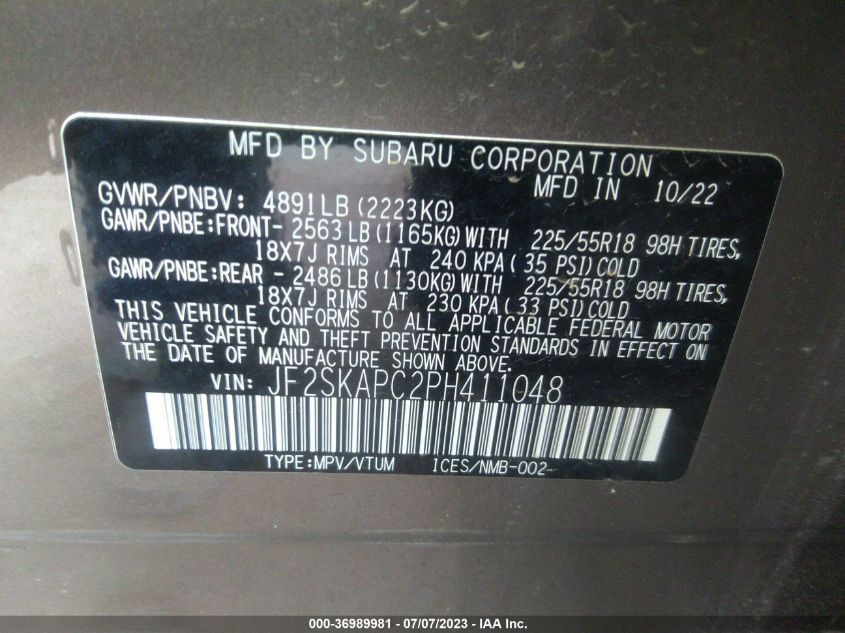 MFD BY SUBARU CORPORATION
GVWR/PNBV: 4891LB (2223KG) MFD IN 10/22
GAWR/PNBE:FRONT- 2563LB(1165KG)WITH 225/55R18 98H TIRES,
18X7J RIMS AT 240 KPA( 35 PSI)COLD
GAWR/PNBE:REAR - 2486LB(1130KG)WITH 225/55R18 98H TIRES,
18X7J RIMS AT 230 KPA( 33 PSI)COLD
THIS VEHICLE CONFORMS TO ALL APPLICABLE FEDERAL MOTOR
VEHICLE SAFETY AND THEFT PREVENTION STANDARDS IN EFFECT ON
THE DATE OF MANUFACTURE SHOWN ABOVE.
VIN: JF2SKAPC2PH411048
TYPE:MPV/VTUM ICES/NMB-002
000-36989981 - 07/07/2023 - IAA Inc.